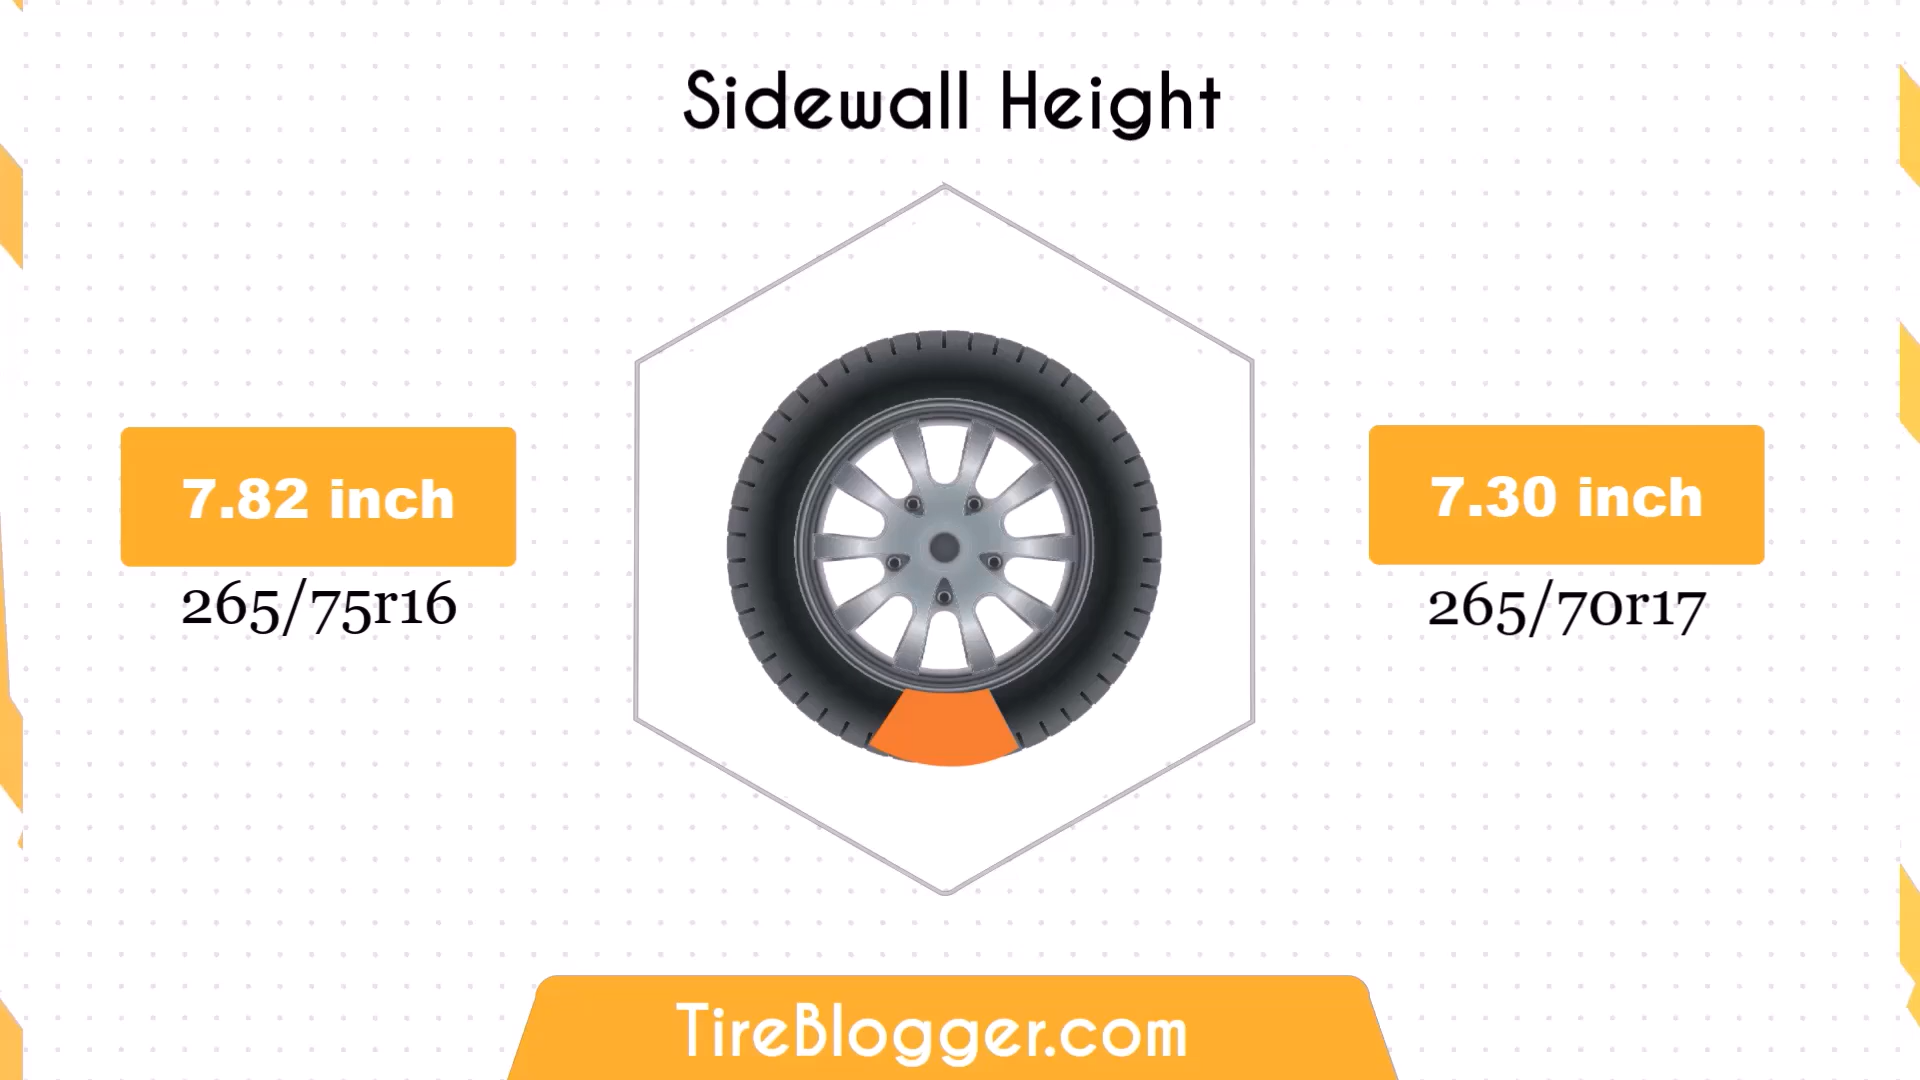 Sidewall Height
7.82 inch
265/75r16
7.30 inch
265/70r17
TireBlogger.com